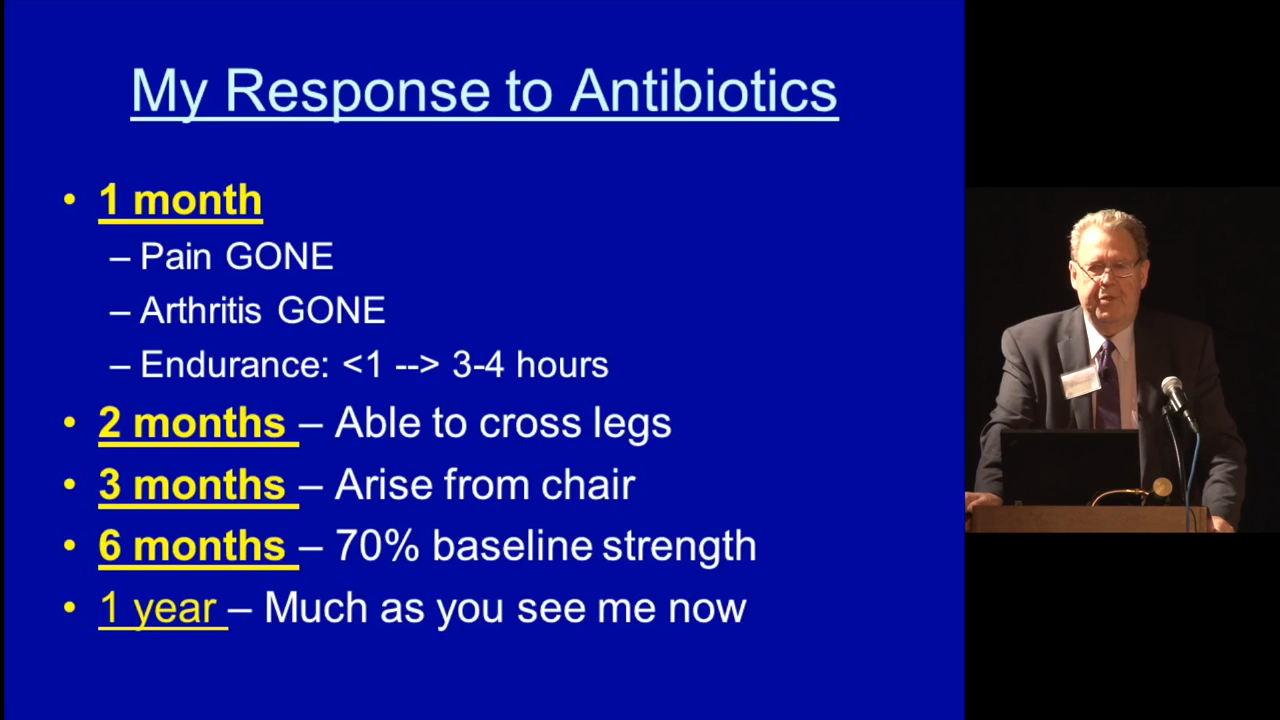 My Response to Antibiotics
• 1 month
– Pain GONE
– Arthritis GONE
– Endurance: <1 --> 3-4 hours
• 2 months – Able to cross legs
• 3 months – Arise from chair
• 6 months – 70% baseline strength
• 1 year – Much as you see me now